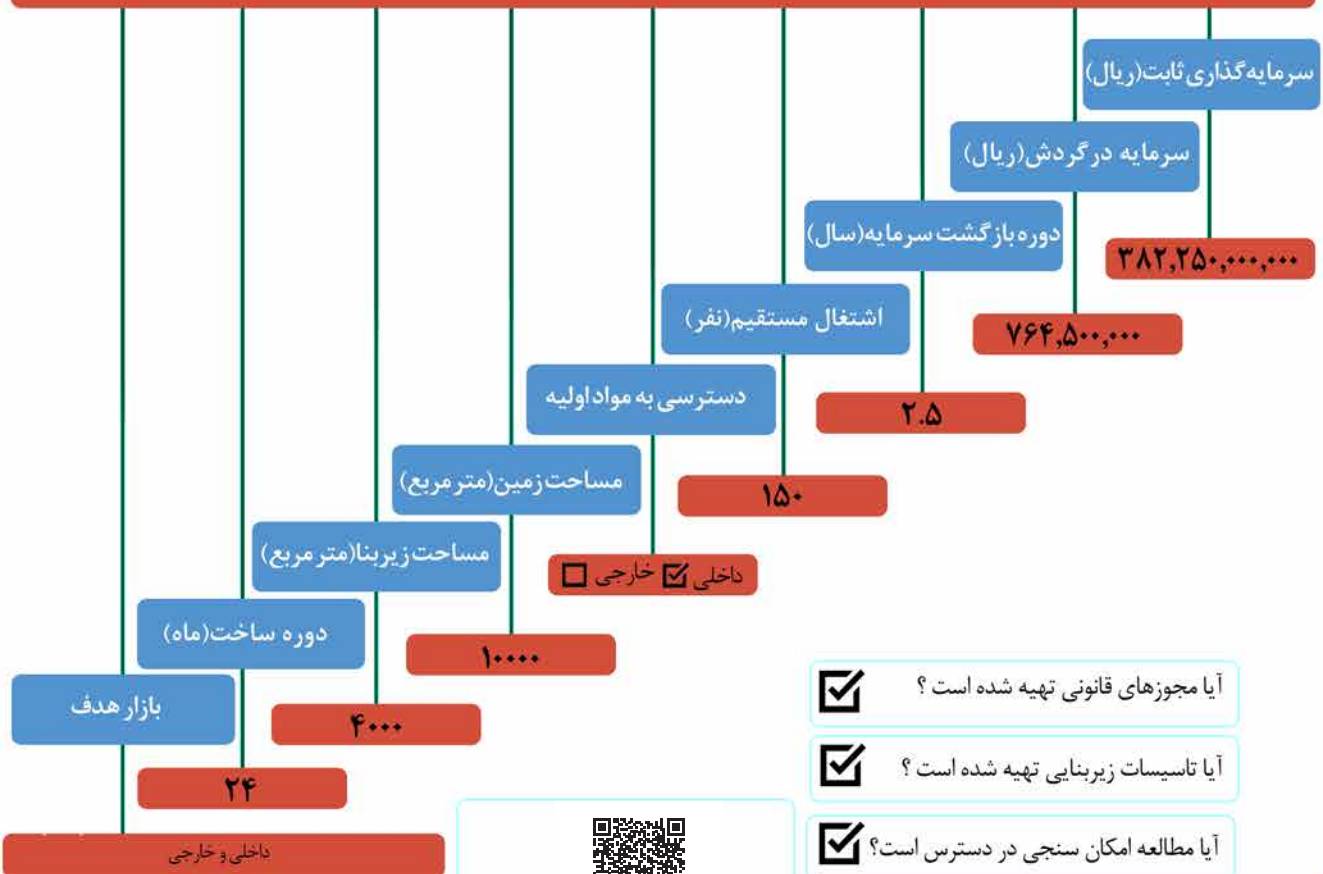 سرمایه‌گذاری ثابت(ریال)
۳۸۲,۲۵۰,۰۰۰,۰۰۰
سرمایه در گردش(ریال)
۷۶۴,۵۰۰,۰۰۰
دوره بازگشت سرمایه(سال)
۲.۵
اشتغال مستقیم(نفر)
۱۵۰
دسترسی به مواد اولیه
داخلی ☑ خارجی ☐
مساحت زمین(متر مربع)
۱۰۰۰۰
مساحت زیربنا(متر مربع)
۴۰۰۰
دوره ساخت(ماه)
۲۴
بازار هدف
داخلی و خارجی
آیا مجوزهای قانونی تهیه شده است ؟ ☑
آیا تاسیسات زیربنایی تهیه شده است ؟ ☑
آیا مطالعه امکان سنجی در دسترس است؟ ☑